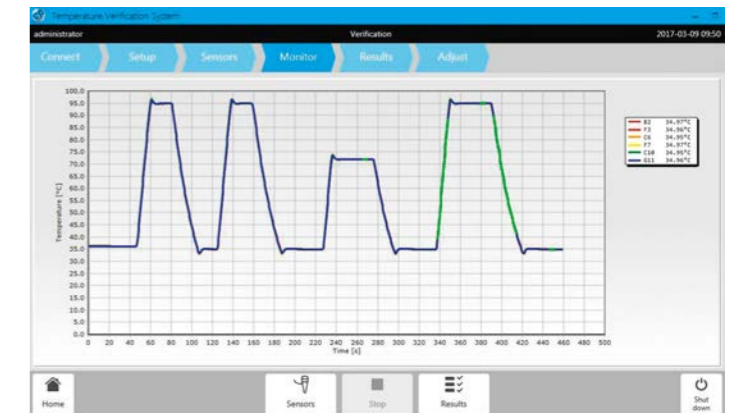 Temperature Verification System
administrator Verification 2017-03-09 09:50
Connect Setup Sensors Monitor Results Adjust
100.0
95.0
90.0
85.0
80.0
75.0
70.0
65.0
60.0
55.0
50.0
45.0
40.0
35.0
30.0
25.0
20.0
15.0
10.0
5.0
0.0
Temperature [°C]
0 20 40 60 80 100 120 140 160 180 200 220 240 260 280 300 320 340 360 380 400 420 440 460 480 500
Time [s]
B2 34.97°C
F3 34.96°C
C6 34.95°C
F7 34.97°C
C10 34.95°C
G11 34.96°C
Home
Sensors
Stop
Results
Shut
down